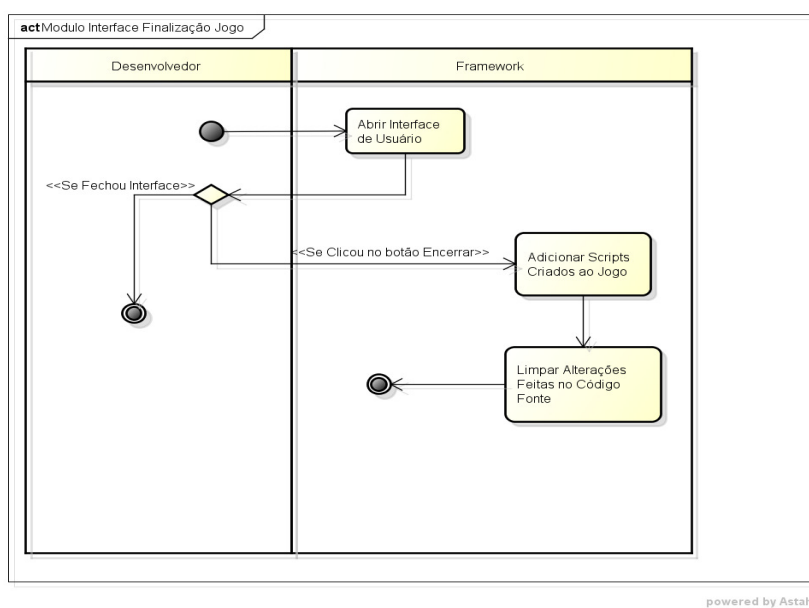 act Modulo Interface Finalização Jogo
Desenvolvedor
Framework
Abrir Interface
de Usuário
<<Se Fechou Interface>>
<<Se Clicou no botão Encerrar>>
Adicionar Scripts
Criados ao Jogo
Limpar Alterações
Feitas no Código
Fonte
powered by